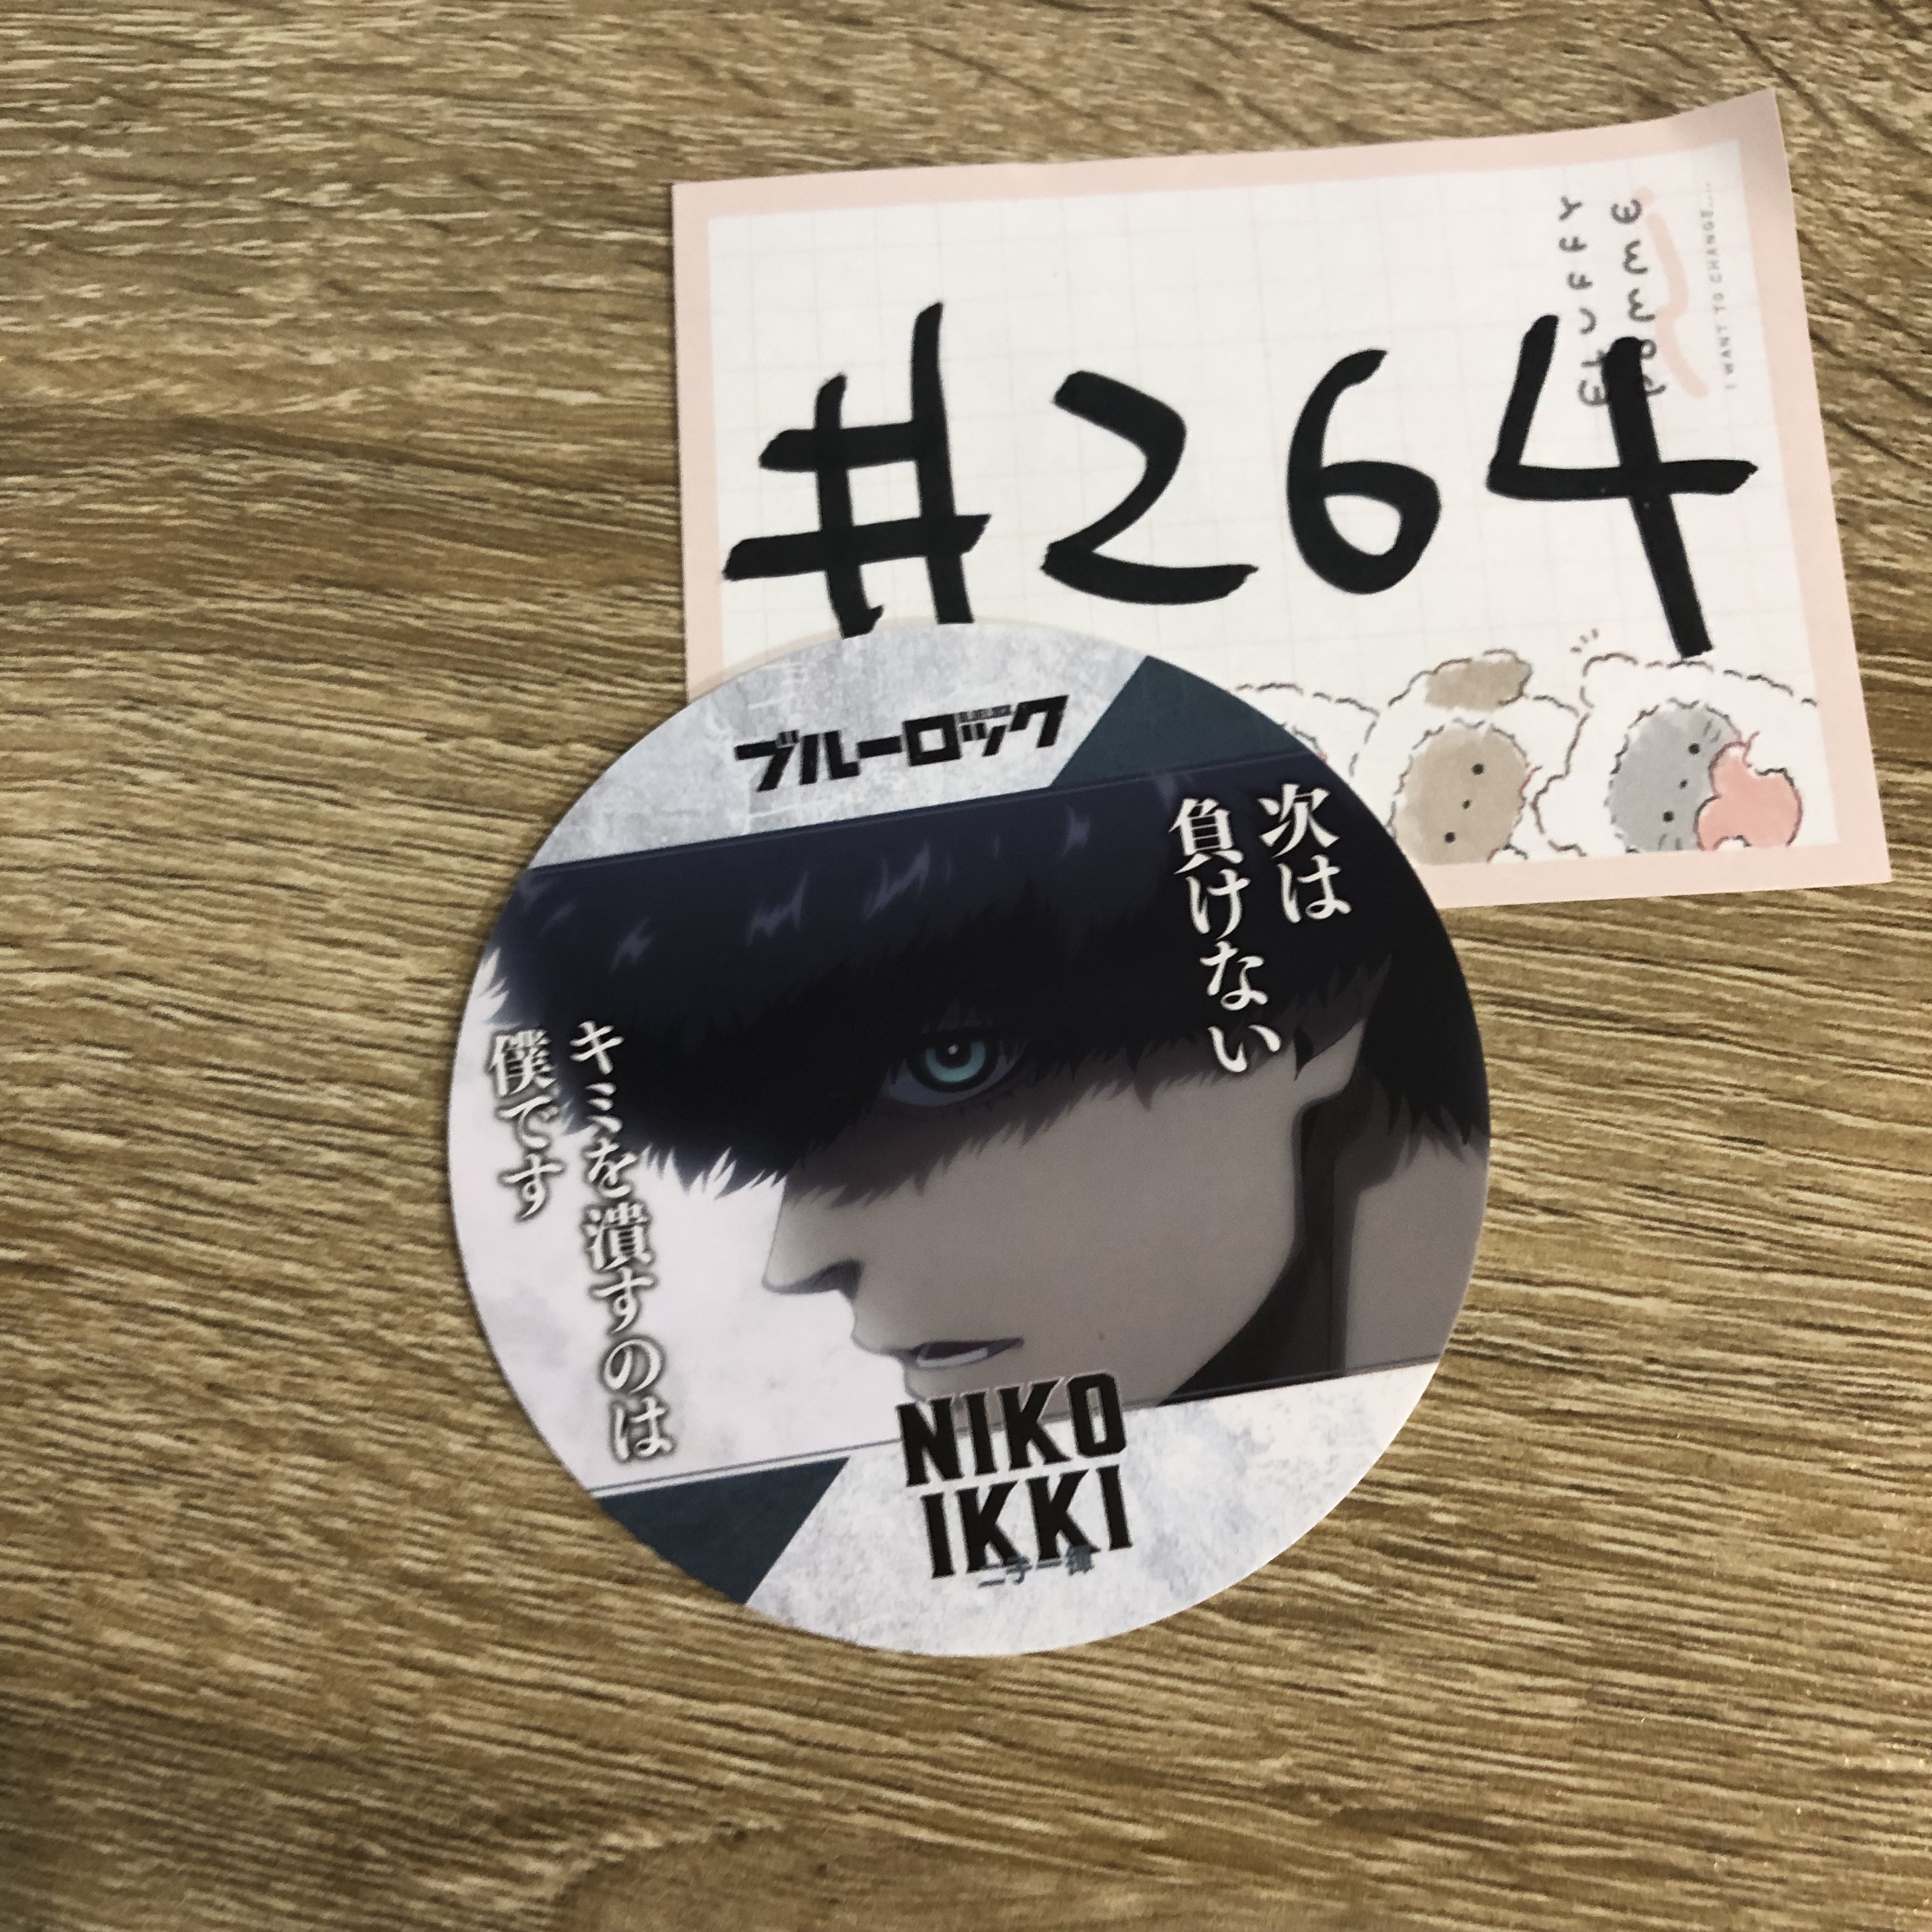 #264
Fluffy
I WANT TO CHANGE...
ブルーロック
次は
負けない
キミを潰すのは
僕です
NIKO
IKKI
二子一揮